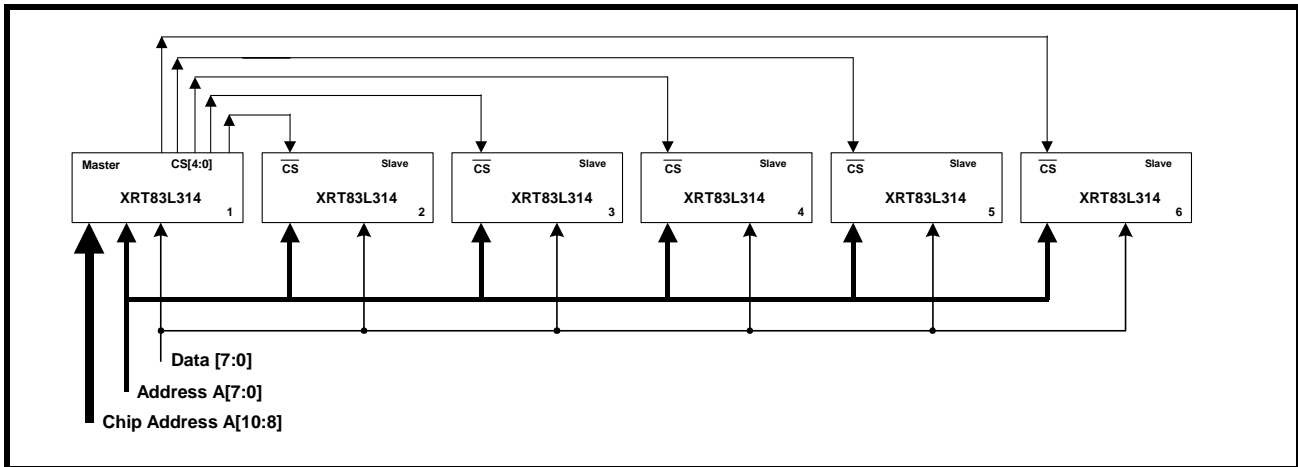 Master CS[4:0]
XRT83L314
1
CS Slave
XRT83L314
2
CS Slave
XRT83L314
3
CS Slave
XRT83L314
4
CS Slave
XRT83L314
5
CS Slave
XRT83L314
6
Data [7:0]
Address A[7:0]
Chip Address A[10:8]